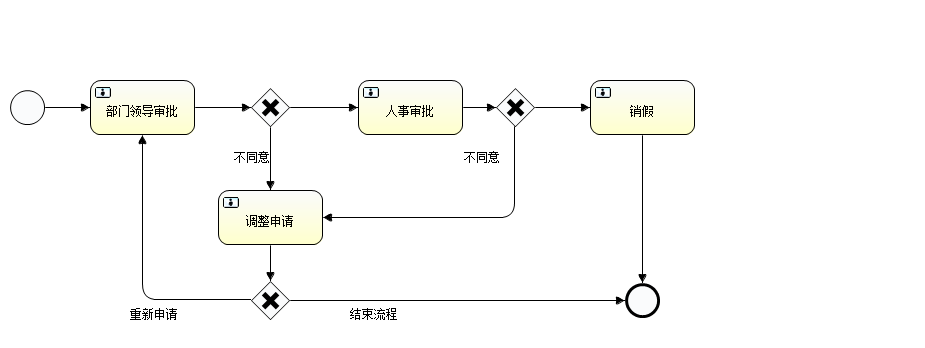 部门领导审批
人事审批
销假
不同意
不同意
调整申请
重新申请
结束流程